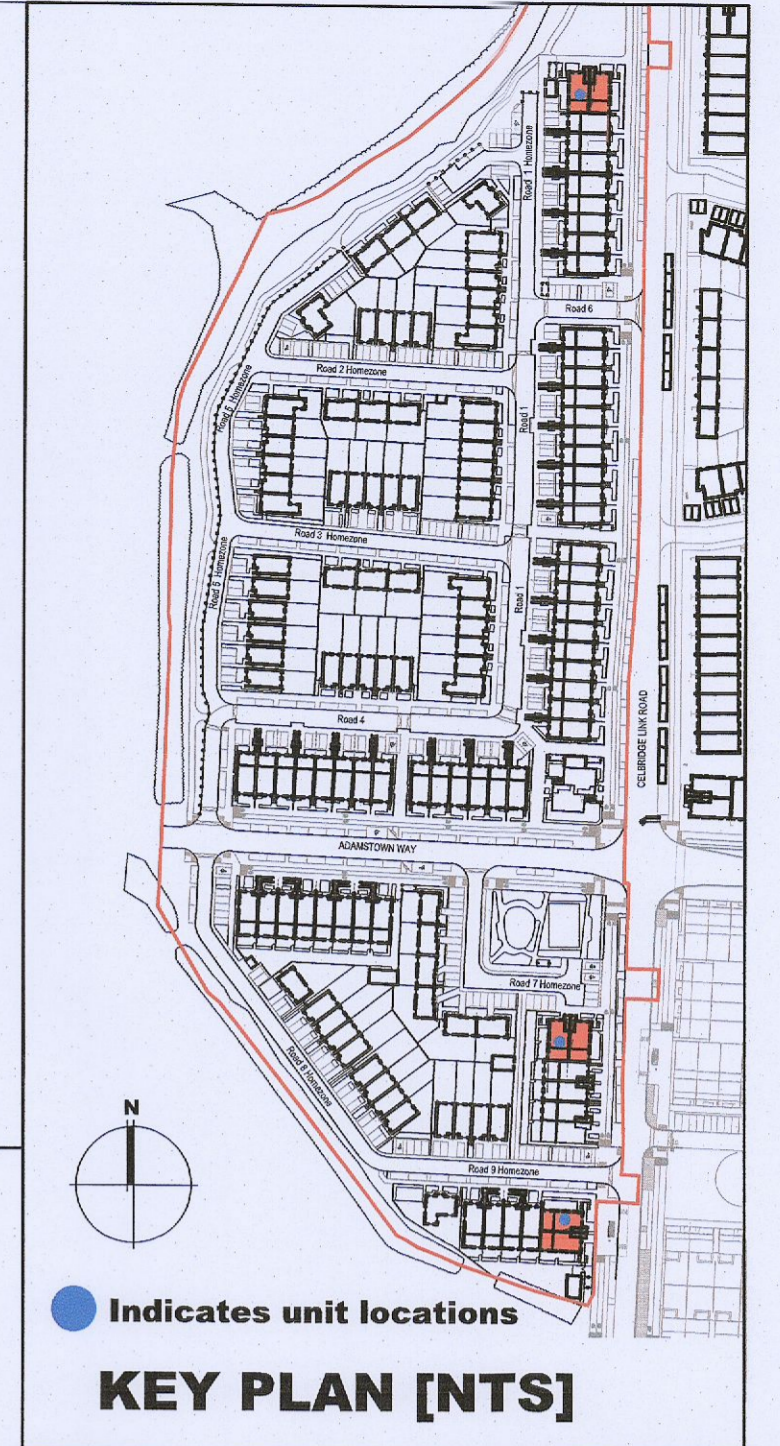 Road 1 Homezone
Road 6
Road 2 Homezone
Road 5 Homezone
Road 1
Road 3 Homezone
Road 5 Homezone
Road 1
Road 4
CELBRIDGE LINK ROAD
ADAMSTOWN WAY
Road 7 Homezone
Road 8 Homezone
Road 9 Homezone
N
Indicates unit locations
KEY PLAN [NTS]